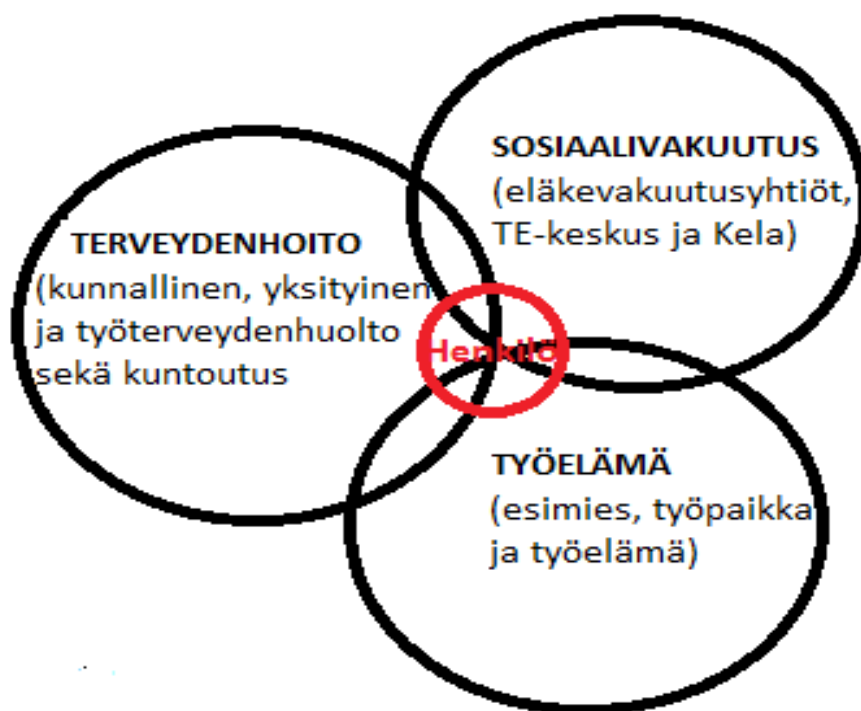 SOSIAALIVAKUUTUS
(eläkevakuutusyhtiöt,
TE-keskus ja Kela)
TERVEYDENHOITO
(kunnallinen, yksityinen
ja työterveydenhuolto
sekä kuntoutus
Henkilö
TYÖELÄMÄ
(esimies, työpaikka
ja työelämä)